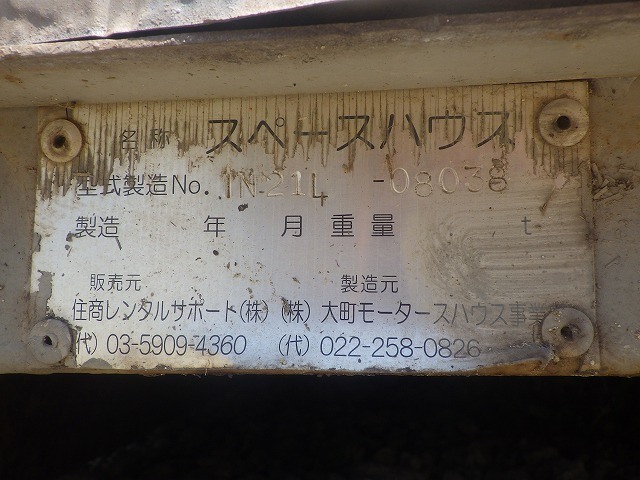 名称 スペースハウス
型式製造No. IN21L -08038
製造 年 月 重量 t
販売元 製造元
住商レンタルサポート(株) (株) 大町モータースハウス事業
代) 03-5909-4360 (代) 022-258-0826